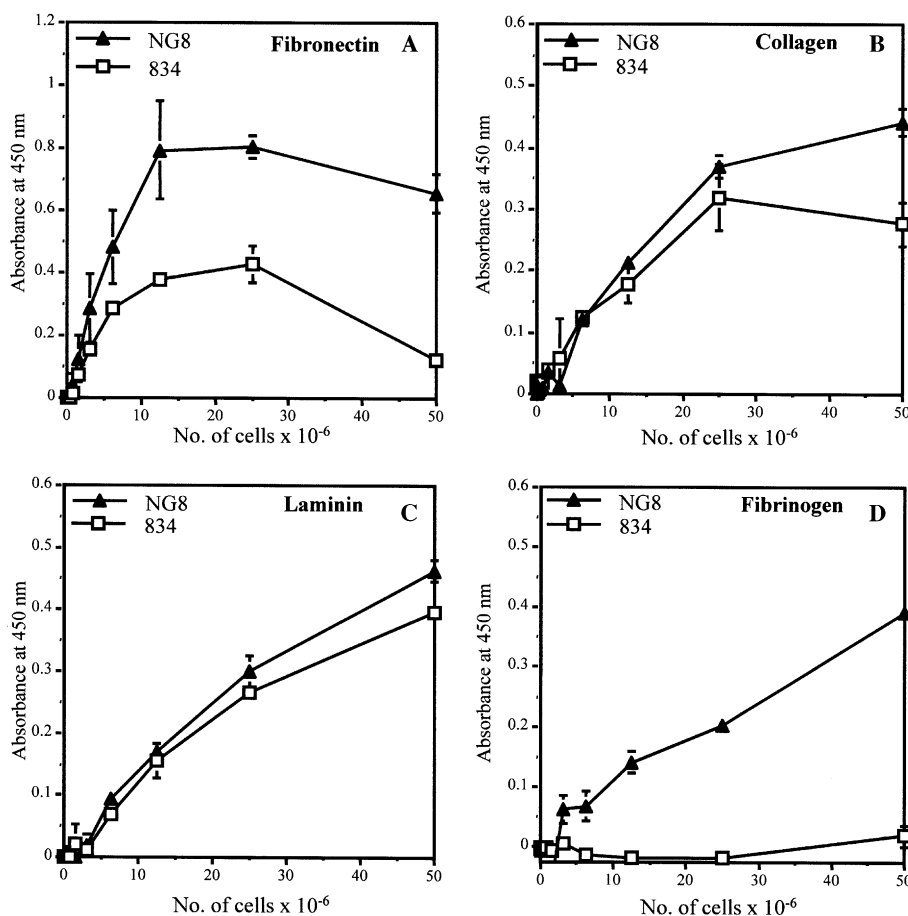 Fibronectin A
NG8
834
1.2
1
0.8
0.6
0.4
0.2
0
Absorbance at 450 nm
0 10 20 30 40 50
No. of cells x 10-6
Collagen B
NG8
834
0.6
0.5
0.4
0.3
0.2
0.1
0
Absorbance at 450 nm
0 10 20 30 40 50
No. of cells x 10-6
Laminin C
NG8
834
0.6
0.5
0.4
0.3
0.2
0.1
0
Absorbance at 450 nm
0 10 20 30 40 50
No. of cells x 10-6
Fibrinogen D
NG8
834
0.6
0.5
0.4
0.3
0.2
0.1
0
Absorbance at 450 nm
0 10 20 30 40 50
No. of cells x 10-6